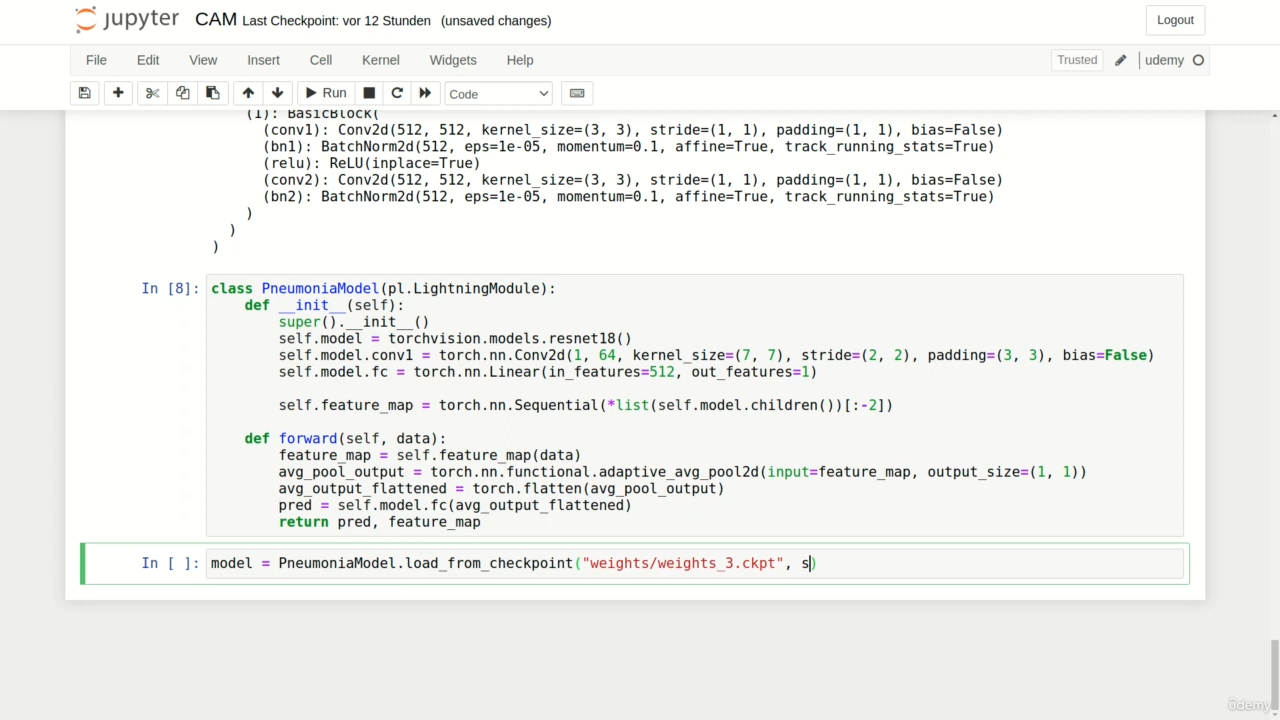 jupyter CAM Last Checkpoint: vor 12 Stunden (unsaved changes) Logout
File Edit View Insert Cell Kernel Widgets Help Trusted udemy
Run Code
(1): BasicBlock(
(conv1): Conv2d(512, 512, kernel_size=(3, 3), stride=(1, 1), padding=(1, 1), bias=False)
(bn1): BatchNorm2d(512, eps=1e-05, momentum=0.1, affine=True, track_running_stats=True)
(relu): ReLU(inplace=True)
(conv2): Conv2d(512, 512, kernel_size=(3, 3), stride=(1, 1), padding=(1, 1), bias=False)
(bn2): BatchNorm2d(512, eps=1e-05, momentum=0.1, affine=True, track_running_stats=True)
)
)
)
In [8]: class PneumoniaModel(pl.LightningModule):
def __init__(self):
super().__init__()
self.model = torchvision.models.resnet18()
self.model.conv1 = torch.nn.Conv2d(1, 64, kernel_size=(7, 7), stride=(2, 2), padding=(3, 3), bias=False)
self.model.fc = torch.nn.Linear(in_features=512, out_features=1)
self.feature_map = torch.nn.Sequential(*list(self.model.children())[:-2])
def forward(self, data):
feature_map = self.feature_map(data)
avg_pool_output = torch.nn.functional.adaptive_avg_pool2d(input=feature_map, output_size=(1, 1))
avg_output_flattened = torch.flatten(avg_pool_output)
pred = self.model.fc(avg_output_flattened)
return pred, feature_map
In [ ]: model = PneumoniaModel.load_from_checkpoint("weights/weights_3.ckpt", s)
ûdemy